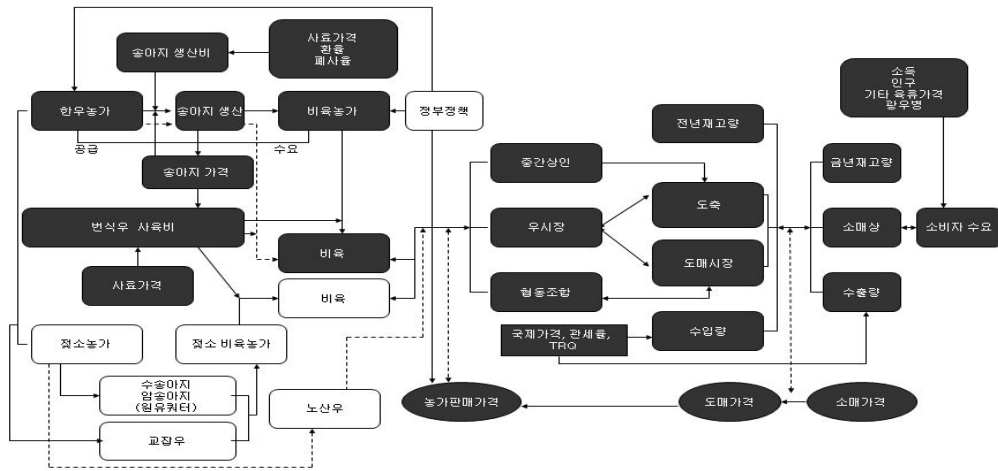 송아지 생산비
사료가격
환율
폐사율
소득
인구
기타 육류가격
광우병
한우농가
송아지 생산
비육농가
정부정책
전년재고량
공급
수요
송아지 가격
중간상인
금년재고량
번식우 사육비
우시장
도축
소매상
소비자 수요
비육
도매시장
사료가격
비육
협동조합
수출량
젖소농가
젖소 비육농가
국제가격, 관세율,
TRQ
수입량
수송아지
암송아지
(원유쿼터)
노산우
농가판매가격
도매가격
소매가격
교잡우